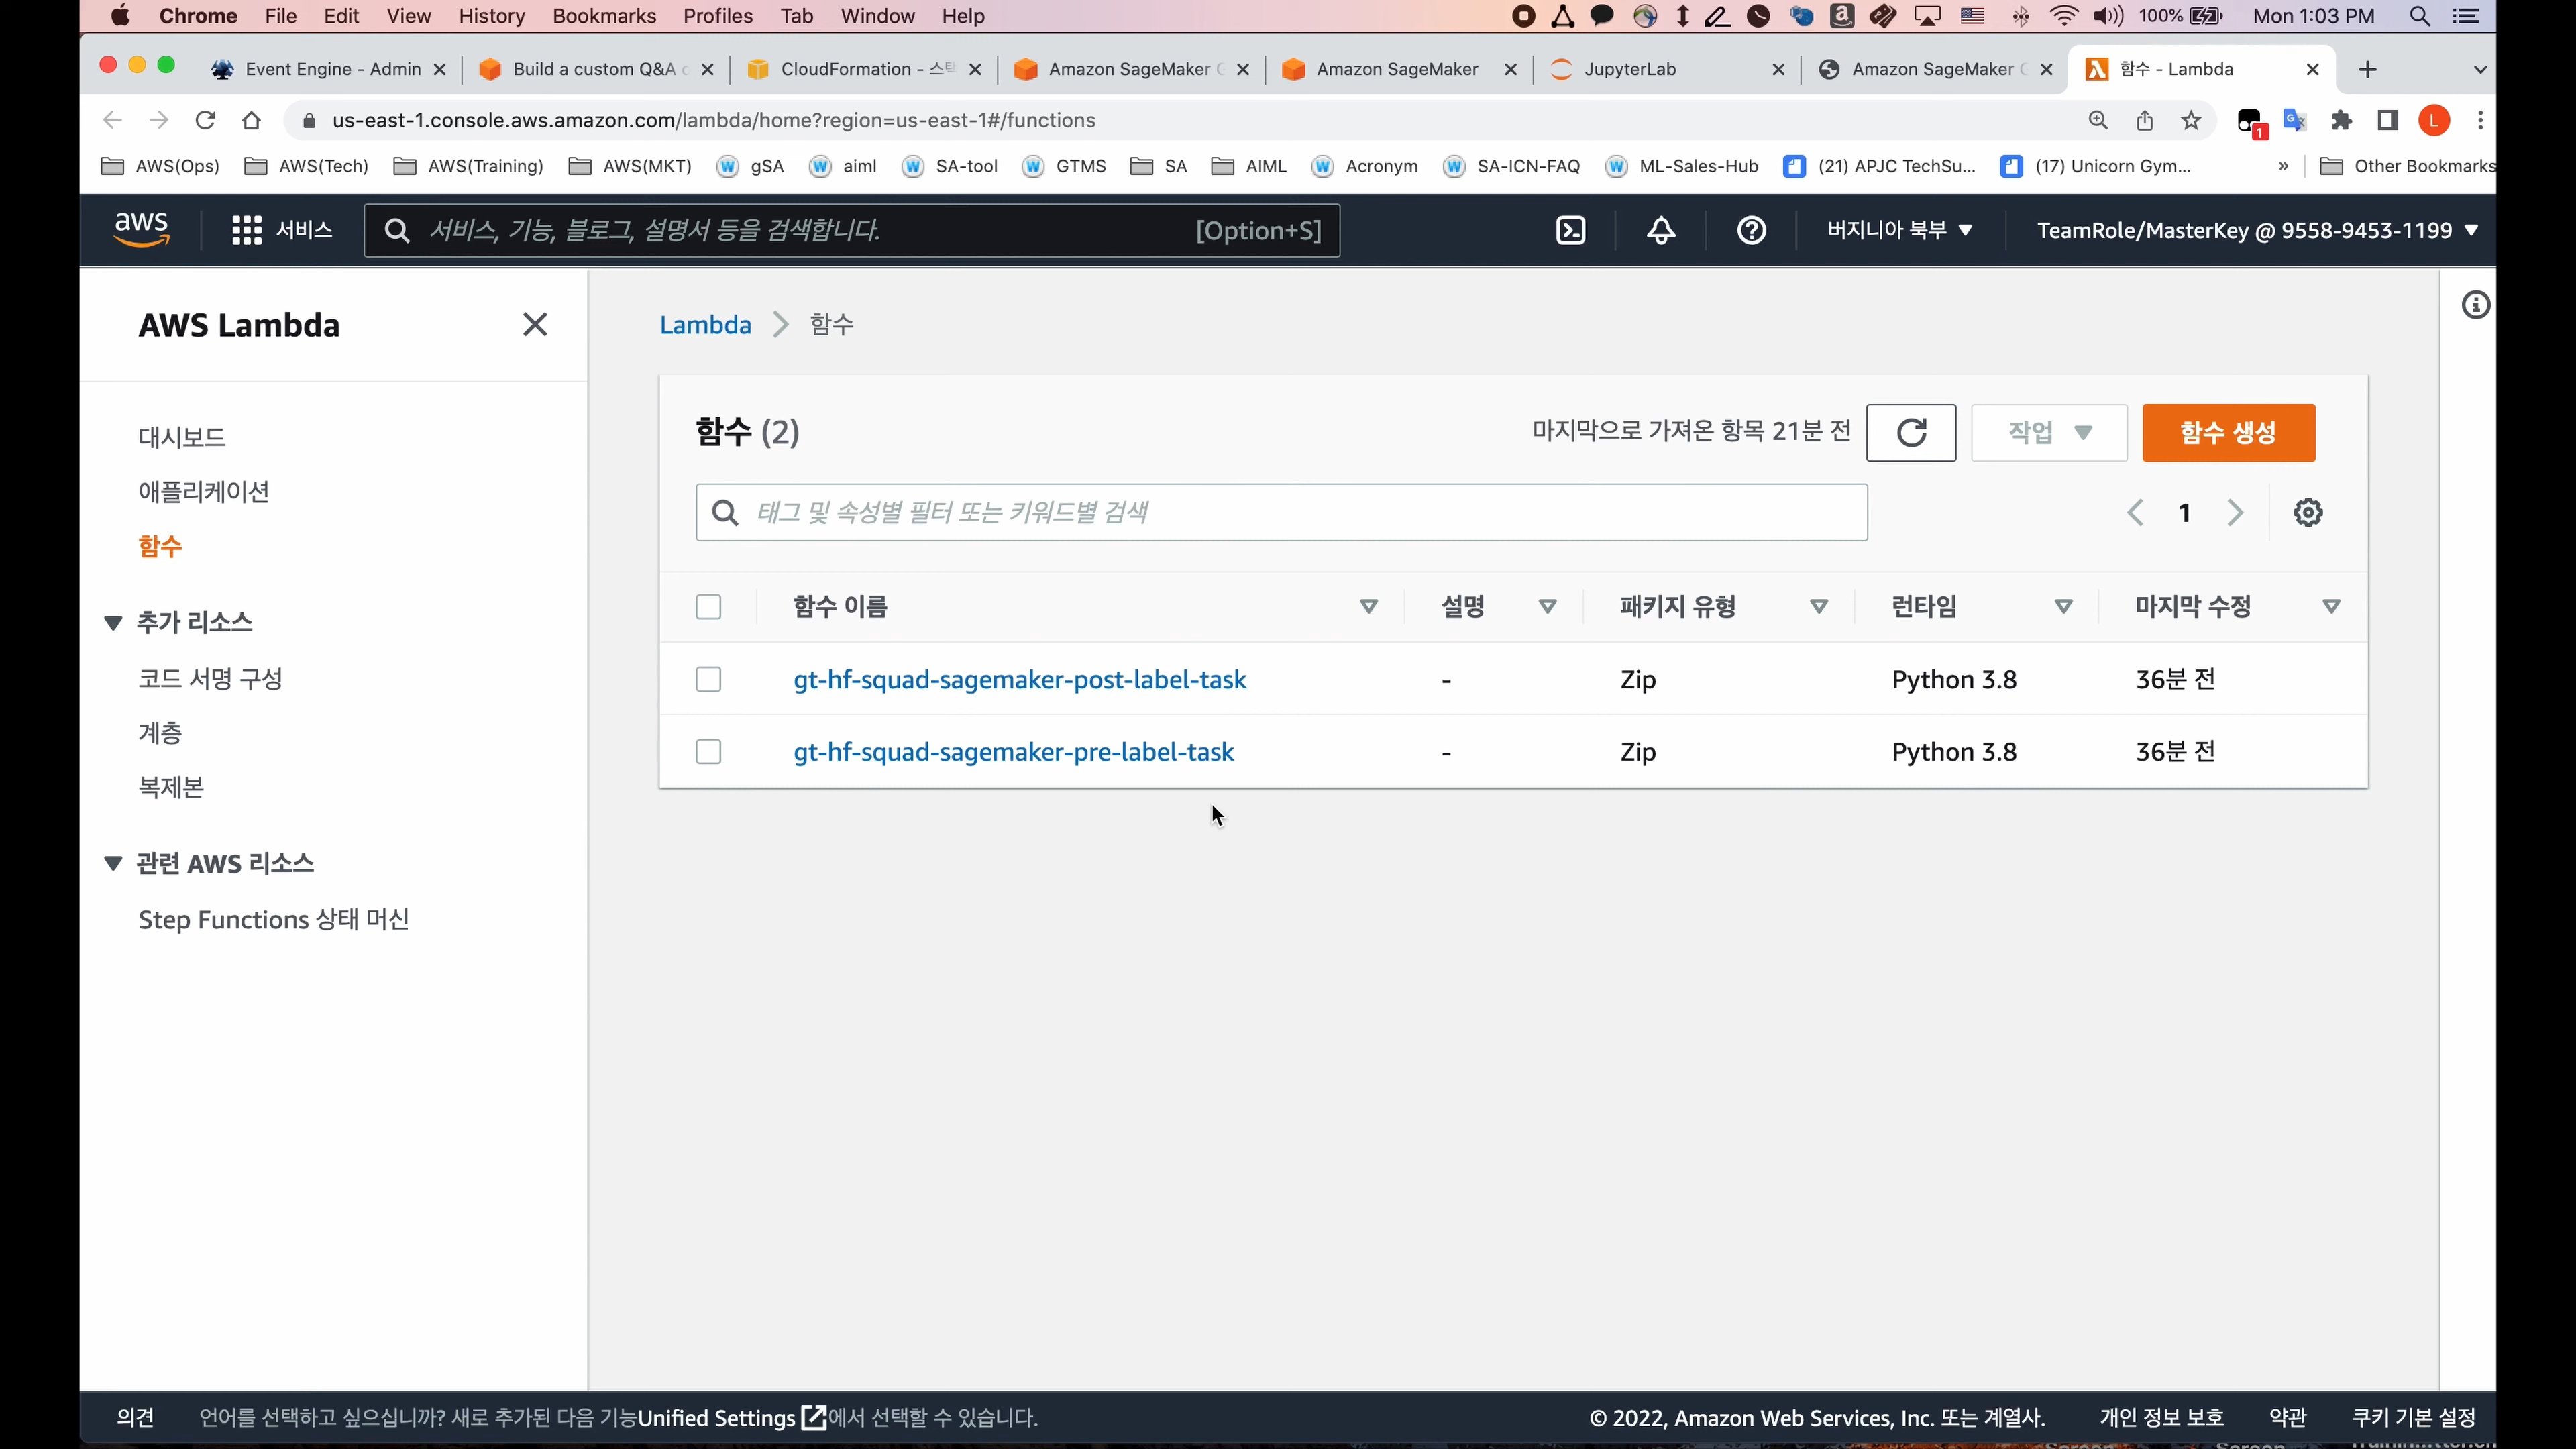 Chrome File Edit View History Bookmarks Profiles Tab Window Help 100% Mon 1:03 PM
Event Engine - Admin Build a custom Q&A CloudFormation - 스택 Amazon SageMaker Amazon SageMaker JupyterLab Amazon SageMaker 함수 - Lambda
us-east-1.console.aws.amazon.com/lambda/home?region=us-east-1#/functions 1 L
AWS(Ops) AWS(Tech) AWS(Training) AWS(MKT) gSA aiml SA-tool GTMS SA AIML Acronym SA-ICN-FAQ ML-Sales-Hub (21) APJC TechSu... (17) Unicorn Gym... » Other Bookmarks
aws 서비스 서비스, 기능, 블로그, 설명서 등을 검색합니다. [Option+S] 버지니아 북부 TeamRole/MasterKey @ 9558-9453-1199
AWS Lambda
대시보드
애플리케이션
함수
추가 리소스
코드 서명 구성
계층
복제본
관련 AWS 리소스
Step Functions 상태 머신
Lambda 함수
함수 (2) 마지막으로 가져온 항목 21분 전 작업 함수 생성
태그 및 속성별 필터 또는 키워드별 검색 1
함수 이름 설명 패키지 유형 런타임 마지막 수정
gt-hf-squad-sagemaker-post-label-task - Zip Python 3.8 36분 전
gt-hf-squad-sagemaker-pre-label-task - Zip Python 3.8 36분 전
의견 언어를 선택하고 싶으십니까? 새로 추가된 다음 기능Unified Settings 에서 선택할 수 있습니다. © 2022, Amazon Web Services, Inc. 또는 계열사. 개인 정보 보호 약관 쿠키 기본 설정